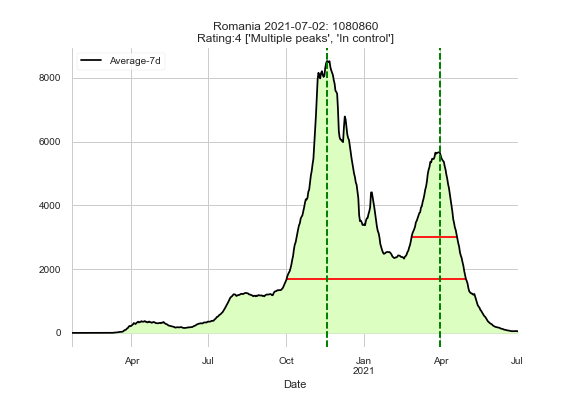 Romania 2021-07-02: 1080860
Rating:4 ['Multiple peaks', 'In control']
Average-7d
8000
6000
4000
2000
0
Apr
Jul
Oct
Jan
2021
Apr
Jul
Date